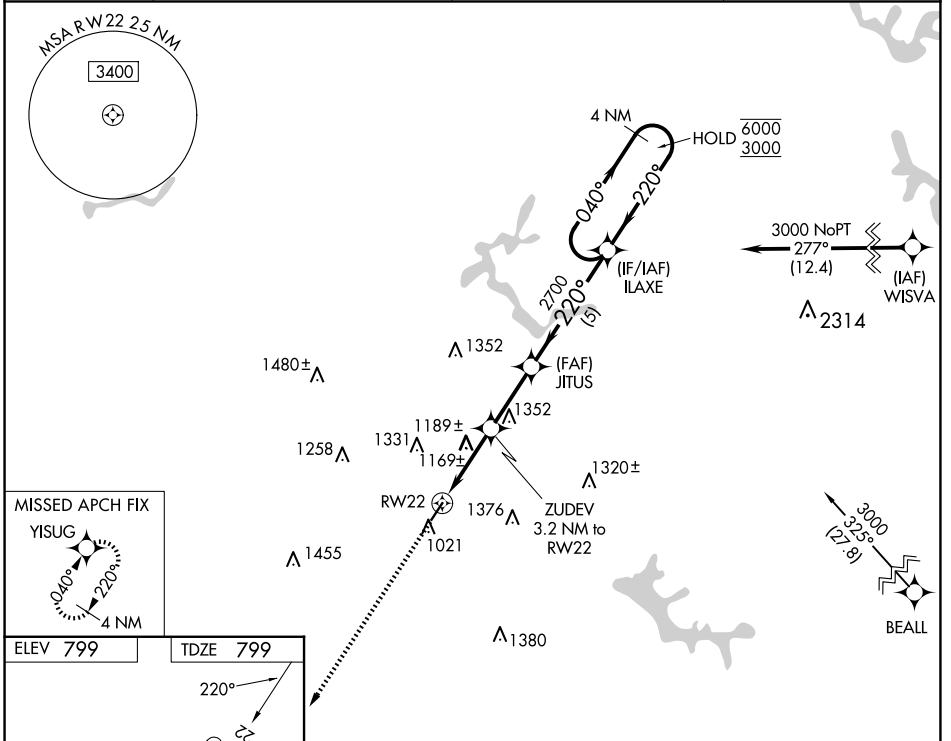 MSA RW22 25 NM
3400
4 NM
HOLD
6000
3000
040°
220°
3000 NoPT
277°
(12.4)
(IAF)
WISVA
(IF/IAF)
ILAXE
2700
220°
(5)
2314
1352
(FAF)
JITUS
1480±
1352
1189±
1331
1258
1169±
1320±
RW22
1376
ZUDEV
3.2 NM to
RW22
1021
1455
3000
325°
(27.8)
BEALL
MISSED APCH FIX
YISUG
040°
220°
4 NM
1380
ELEV 799
TDZE 799
220°
22